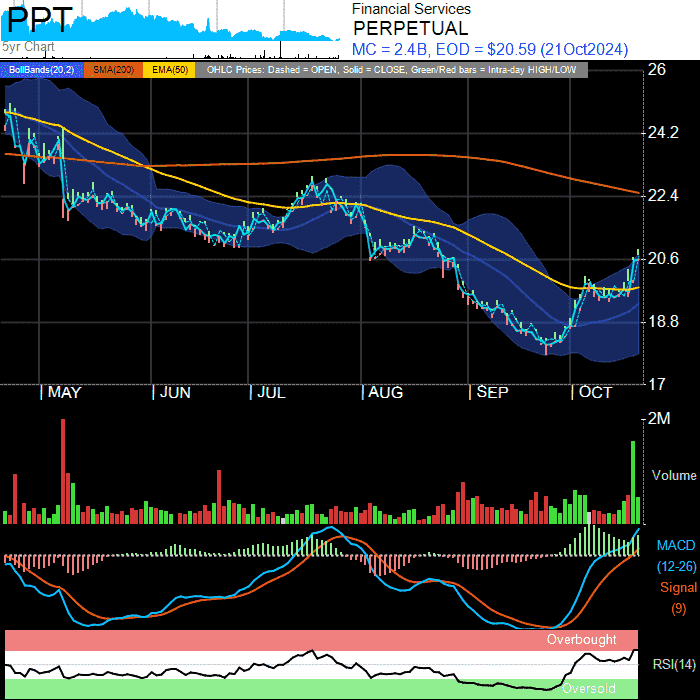 PPT
5yr Chart
Financial Services
PERPETUAL
MC = 2.4B, EOD = $20.59 (21Oct2024)
BollBands(20,2) SMA(200) EMA(50) OHLC Prices: Dashed = OPEN, Solid = CLOSE, Green/Red bars = Intra-day HIGH/LOW
26
24.2
22.4
20.6
18.8
17
MAY JUN JUL AUG SEP OCT
2M
Volume
MACD
(12-26)
Signal
(9)
Overbought
RSI(14)
Oversold